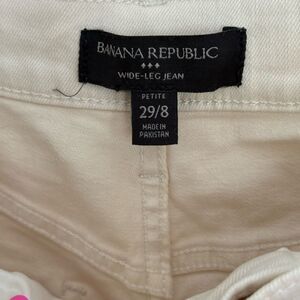 BANANA REPUBLIC
WIDE-LEG JEAN
PETITE
29/8
MADE IN
PAKISTAN